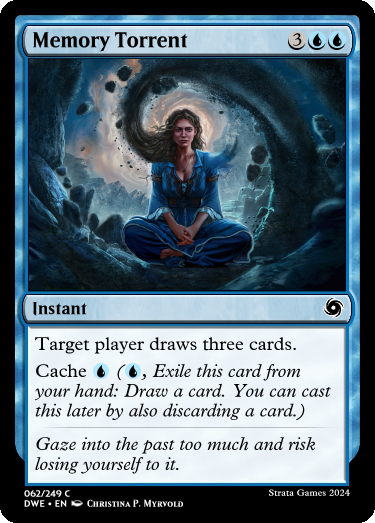 Memory Torrent 3
Instant
Target player draws three cards.
Cache (, Exile this card from
your hand: Draw a card. You can cast
this later by also discarding a card.)
Gaze into the past too much and risk
losing yourself to it.
062/249 C Strata Games 2024
DWE • EN Christina P. Myrvold